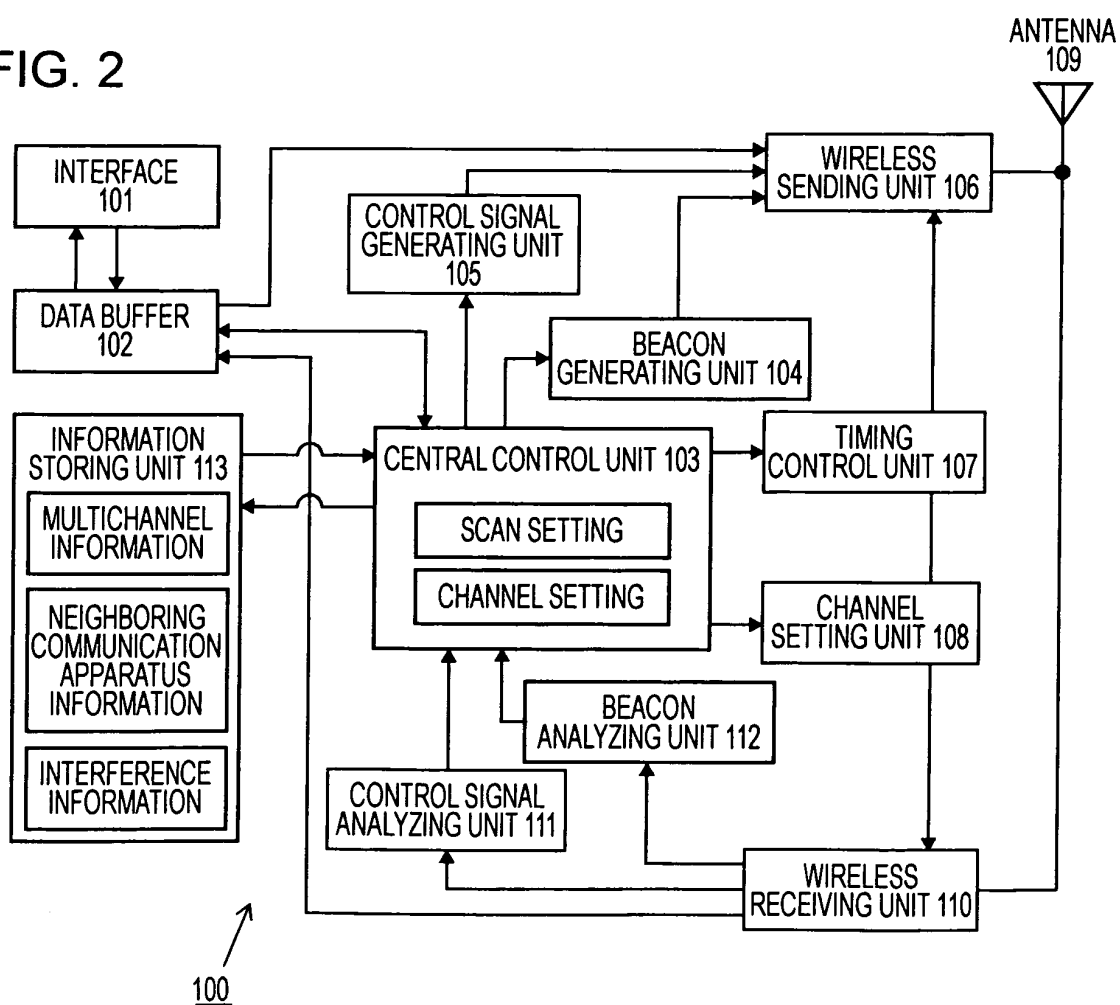 FIG. 2
ANTENNA
109
INTERFACE
101
WIRELESS
SENDING UNIT 106
CONTROL SIGNAL
GENERATING UNIT
105
DATA BUFFER
102
BEACON
GENERATING UNIT 104
INFORMATION
STORING UNIT 113
MULTICHANNEL
INFORMATION
NEIGHBORING
COMMUNICATION
APPARATUS
INFORMATION
INTERFERENCE
INFORMATION
CENTRAL CONTROL UNIT 103
SCAN SETTING
CHANNEL SETTING
TIMING
CONTROL UNIT 107
CHANNEL
SETTING UNIT 108
BEACON
ANALYZING UNIT 112
CONTROL SIGNAL
ANALYZING UNIT 111
WIRELESS
RECEIVING UNIT 110
100